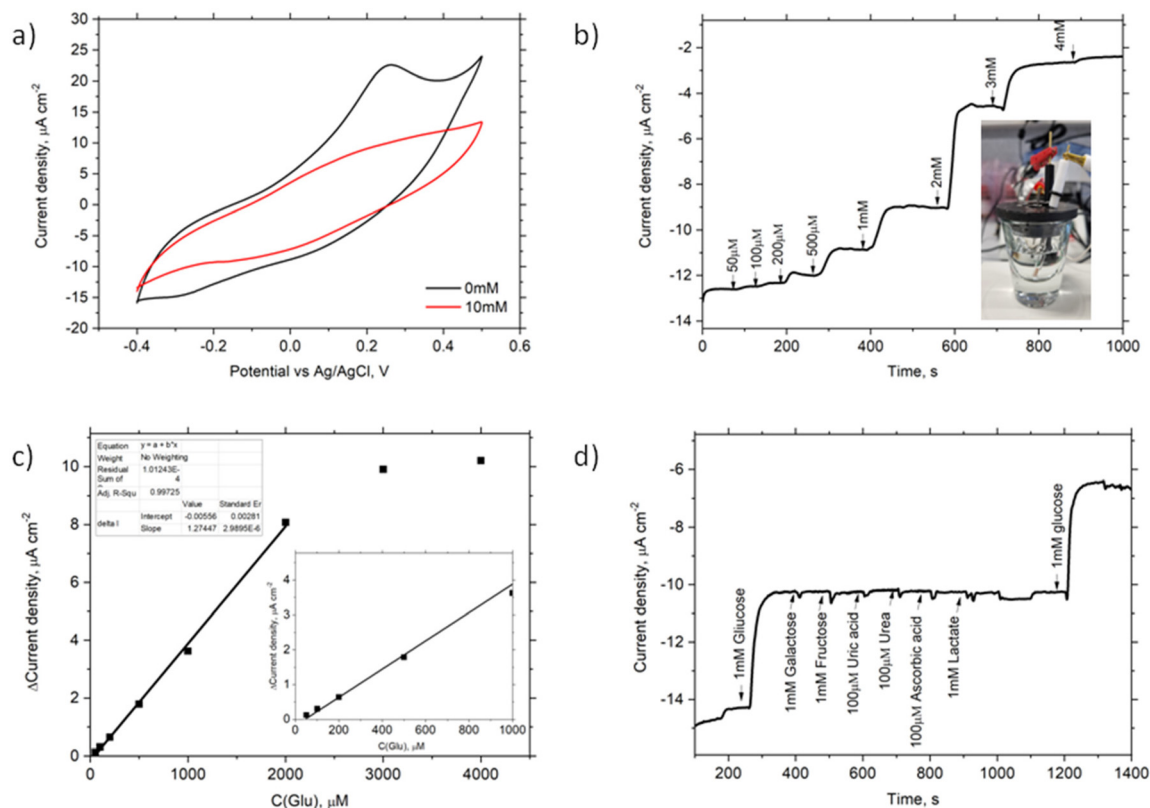 a)
Current density, µA cm-2
30
25
20
15
10
5
0
-5
-10
-15
-20
-0.4
-0.2
0.0
0.2
0.4
0.6
Potential vs Ag/AgCl, V
0mM
10mM
b)
Current density, µA cm-2
-2
-4
-6
-8
-10
-12
-14
50µM
100µM
200µM
500µM
1mM
2mM
3mM
4mM
0
200
400
600
800
1000
Time, s
c)
ΔCurrent density, µA cm-2
10
8
6
4
2
0
Equation y = a + b*x
Weight No Weighting
Residual 1.01243E-
Sum of 4
Adj. R-Squ 0.99725
Value Standard Er
delta I Intercept -0.00556 0.00281
Slope 1.27447 2.9895E-6
ΔCurrent density, µA cm-2
4
3
2
1
0
0
200
400
600
800
1000
C(Glu), µM
0
1000
2000
3000
4000
C(Glu), µM
d)
Current density, µA cm-2
-6
-8
-10
-12
-14
1mM Gliucose
1mM Galactose
1mM Fructose
100µM Uric acid
100µM Urea
100µM Ascorbic acid
1mM Lactate
1mM glucose
200
400
600
800
1000
1200
1400
Time, s